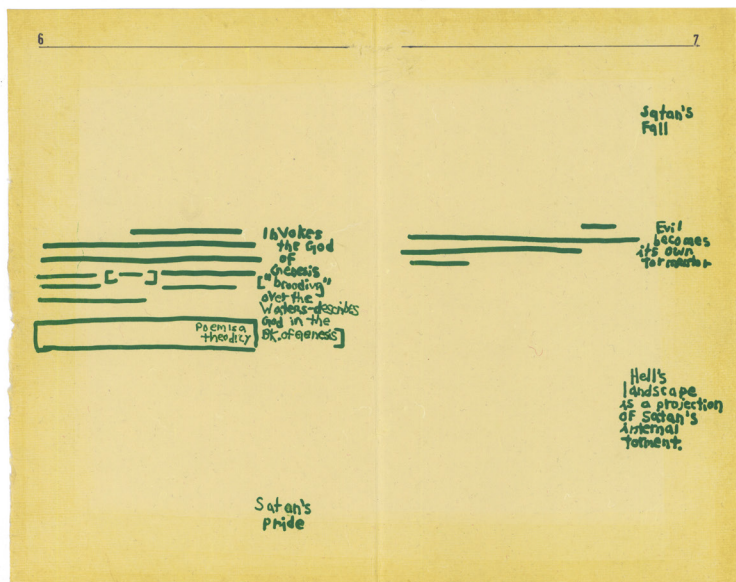 6
Invokes
the God
of
Genesis
["brooding"
over the
Waters-describes
God in the
BK. of Genesis]
Poem is a
theodicy
Satan's
pride
7
Satan's
Fall
Evil
becomes
its own
tormentor
Hell's
landscape
is a projection
of Satan's
internal
torment.